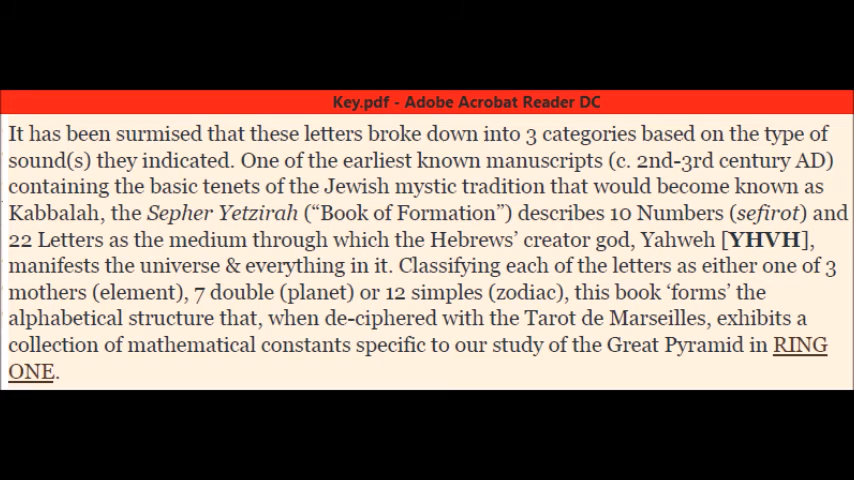 Key.pdf - Adobe Acrobat Reader DC
It has been surmised that these letters broke down into 3 categories based on the type of
sound(s) they indicated. One of the earliest known manuscripts (c. 2nd-3rd century AD)
containing the basic tenets of the Jewish mystic tradition that would become known as
Kabbalah, the Sepher Yetzirah (“Book of Formation”) describes 10 Numbers (sefirot) and
22 Letters as the medium through which the Hebrews’ creator god, Yahweh [YHVH],
manifests the universe & everything in it. Classifying each of the letters as either one of 3
mothers (element), 7 double (planet) or 12 simples (zodiac), this book ‘forms’ the
alphabetical structure that, when de-ciphered with the Tarot de Marseilles, exhibits a
collection of mathematical constants specific to our study of the Great Pyramid in RING
ONE.